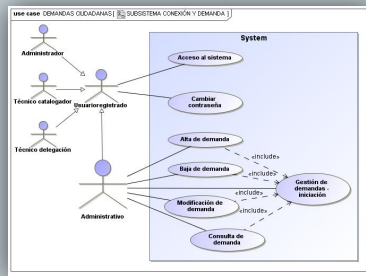 use case DEMANDAS CIUDADANAS [ SUBSISTEMA CONEXIÓN Y DEMANDA ]
System
Administrador
Acceso al sistema
Técnico catalogador
Usuarioregistrado
Cambiar
contraseña
Técnico delegación
Alta de demanda
«include»
Baja de demanda
«include»
Gestión de
demandas -
iniciación
«include»
Modificación de
demanda
Administrativo
«include»
Consulta de
demanda